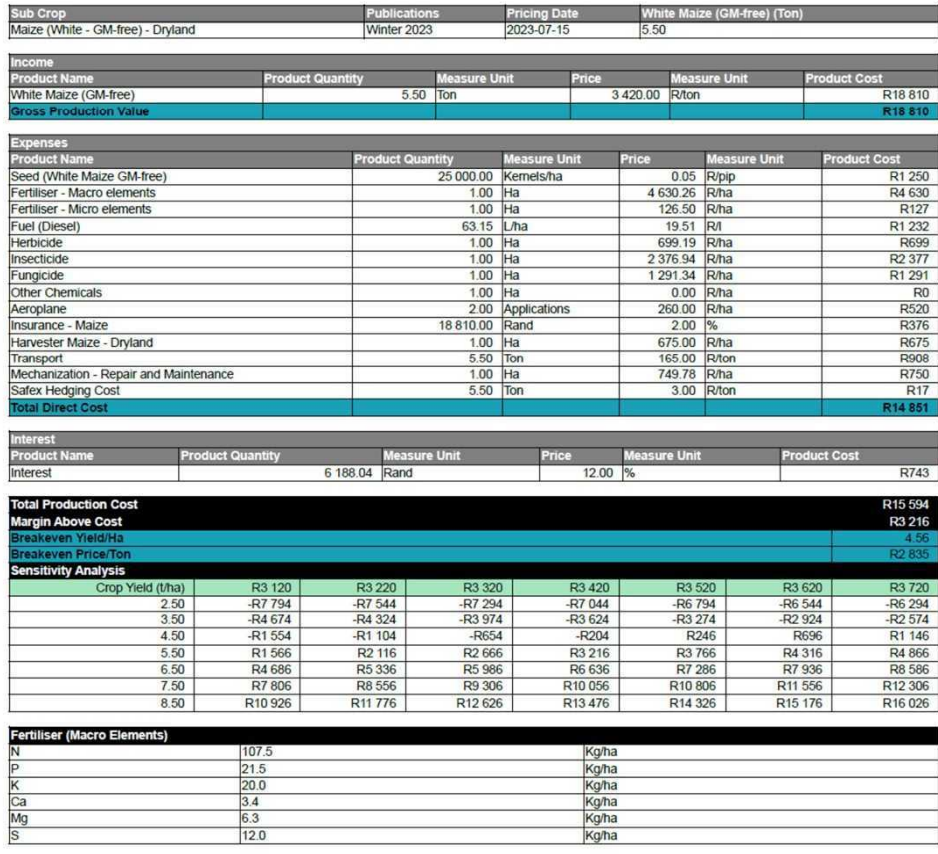 Sub Crop Publications Pricing Date White Maize (GM-free) (Ton)
Maize (White - GM-free) - Dryland Winter 2023 2023-07-15 5.50
Income
Product Name Product Quantity Measure Unit Price Measure Unit Product Cost
White Maize (GM-free) 5.50 Ton 3 420.00 R/ton R18 810
Gross Production Value R18 810
Expenses
Product Name Product Quantity Measure Unit Price Measure Unit Product Cost
Seed (White Maize GM-free) 25 000.00 Kernels/ha 0.05 R/pip R1 250
Fertiliser - Macro elements 1.00 Ha 4 630.26 R/ha R4 630
Fertiliser - Micro elements 1.00 Ha 126.50 R/ha R127
Fuel (Diesel) 63.15 L/ha 19.51 R/l R1 232
Herbicide 1.00 Ha 699.19 R/ha R699
Insecticide 1.00 Ha 2 376.94 R/ha R2 377
Fungicide 1.00 Ha 1 291.34 R/ha R1 291
Other Chemicals 1.00 Ha 0.00 R/ha R0
Aeroplane 2.00 Applications 260.00 R/ha R520
Insurance - Maize 18 810.00 Rand 2.00 % R376
Harvester Maize - Dryland 1.00 Ha 675.00 R/ha R675
Transport 5.50 Ton 165.00 R/ton R908
Mechanization - Repair and Maintenance 1.00 Ha 749.78 R/ha R750
Safex Hedging Cost 5.50 Ton 3.00 R/ton R17
Total Direct Cost R14 851
Interest
Product Name Product Quantity Measure Unit Price Measure Unit Product Cost
Interest 6 188.04 Rand 12.00 % R743
Total Production Cost R15 594
Margin Above Cost R3 216
Breakeven Yield/Ha 4.56
Breakeven Price/Ton R2 835
Sensitivity Analysis
Crop Yield (t/ha) R3 120 R3 220 R3 320 R3 420 R3 520 R3 620 R3 720
2.50 -R7 794 -R7 544 -R7 294 -R7 044 -R6 794 -R6 544 -R6 294
3.50 -R4 674 -R4 324 -R3 974 -R3 624 -R3 274 -R2 924 -R2 574
4.50 -R1 554 -R1 104 -R654 -R204 R246 R696 R1 146
5.50 R1 566 R2 116 R2 666 R3 216 R3 766 R4 316 R4 866
6.50 R4 686 R5 336 R5 986 R6 636 R7 286 R7 936 R8 586
7.50 R7 806 R8 556 R9 306 R10 056 R10 806 R11 556 R12 306
8.50 R10 926 R11 776 R12 626 R13 476 R14 326 R15 176 R16 026
Fertiliser (Macro Elements)
N 107.5 Kg/ha
P 21.5 Kg/ha
K 20.0 Kg/ha
Ca 3.4 Kg/ha
Mg 6.3 Kg/ha
S 12.0 Kg/ha